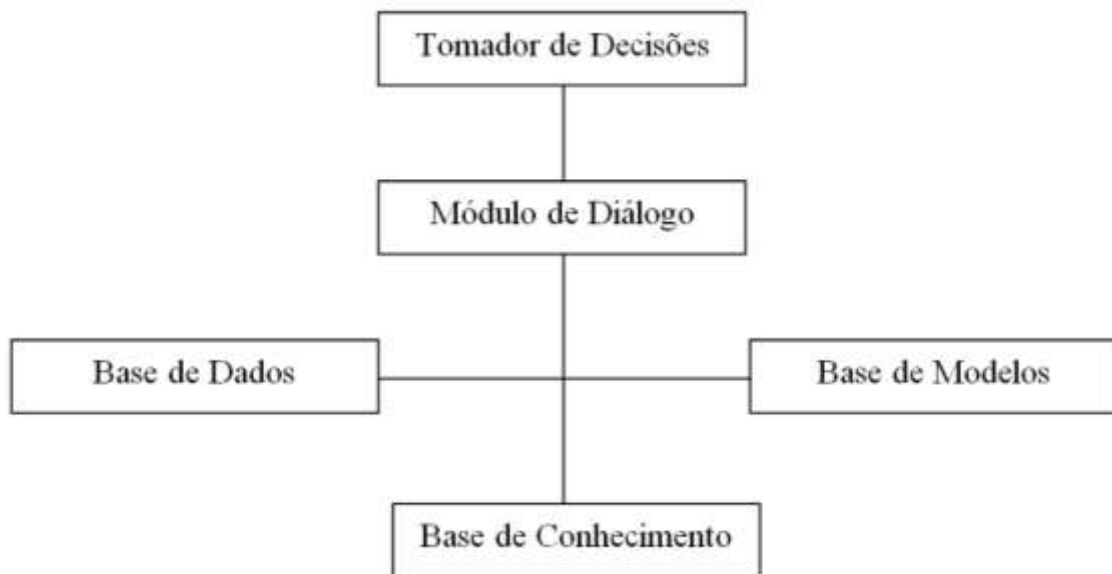 Tomador de Decisões
Módulo de Diálogo
Base de Dados
Base de Modelos
Base de Conhecimento